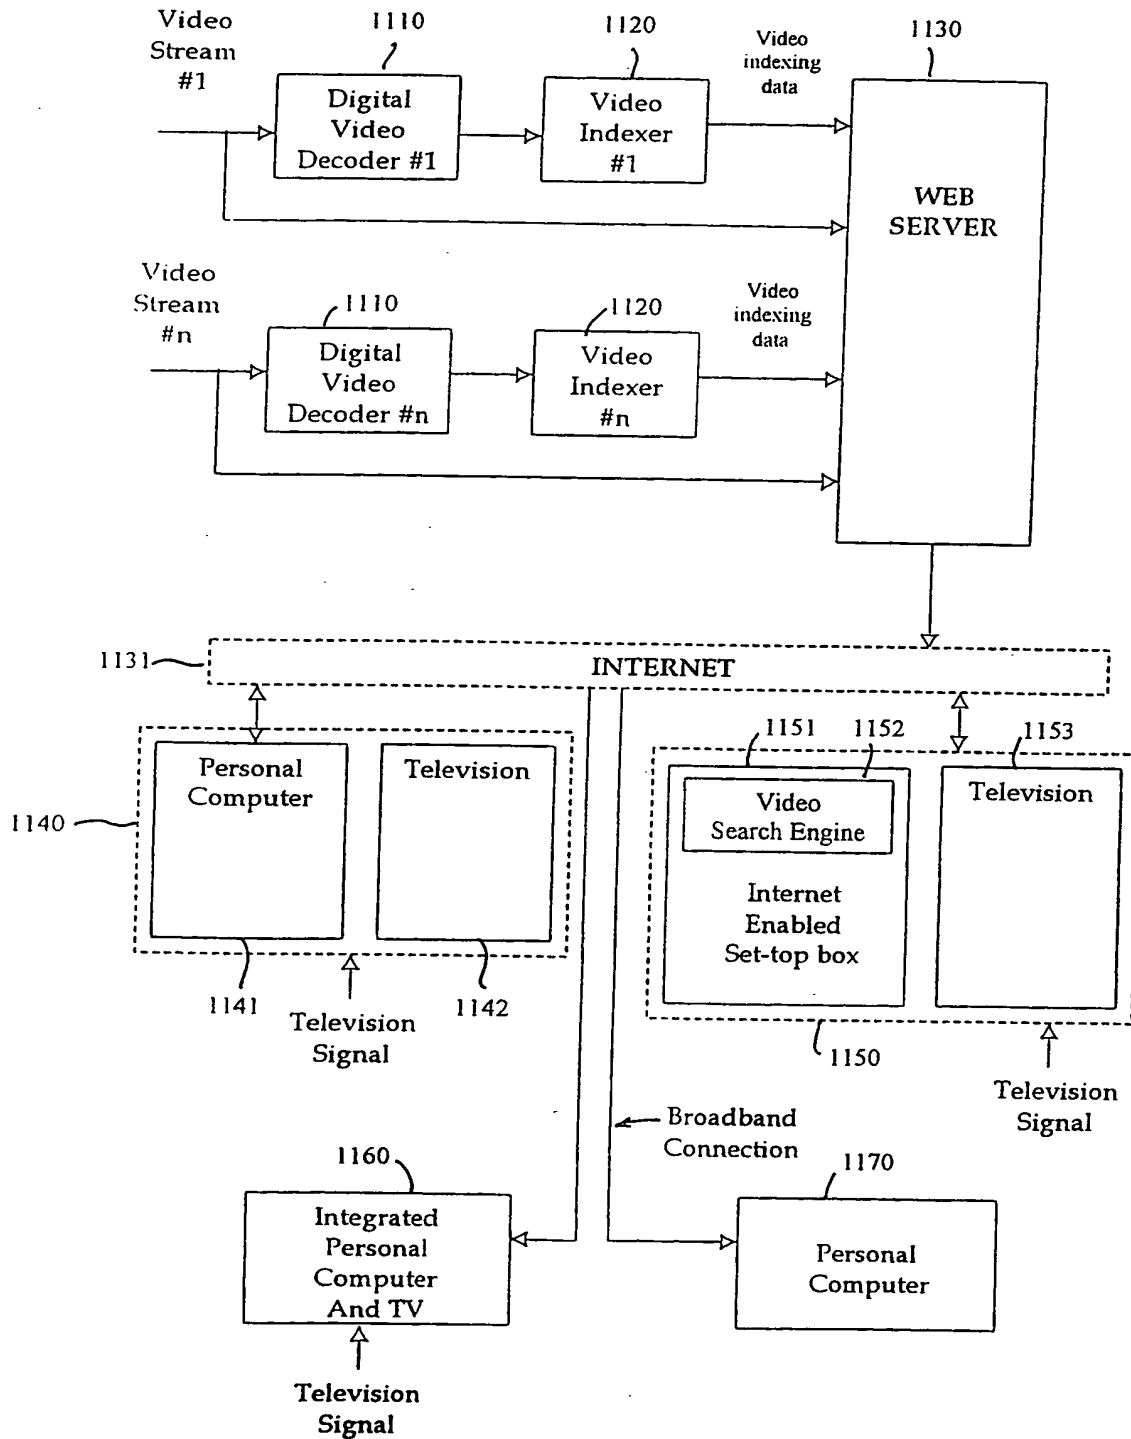 Video
Stream
#1
1110
1120
Video
indexing
data
1130
Digital
Video
Decoder #1
Video
Indexer
#1
WEB
SERVER
Video
Stream
#n
1110
1120
Video
indexing
data
Digital
Video
Decoder #n
Video
Indexer
#n
1131
INTERNET
1140
Personal
Computer
Television
1141
1142
Television
Signal
1151
1152
1153
Video
Search Engine
Internet
Enabled
Set-top box
Television
1150
Television
Signal
Broadband
Connection
1160
Integrated
Personal
Computer
And TV
1170
Personal
Computer
Television
Signal